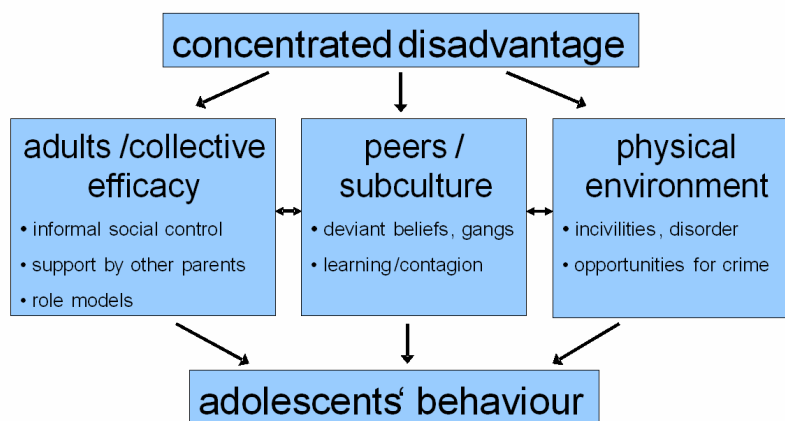 concentrated disadvantage
adults /collective
efficacy
• informal social control
• support by other parents
• role models
peers /
subculture
• deviant beliefs, gangs
• learning/contagion
physical
environment
• incivilities, disorder
• opportunities for crime
adolescents‘ behaviour